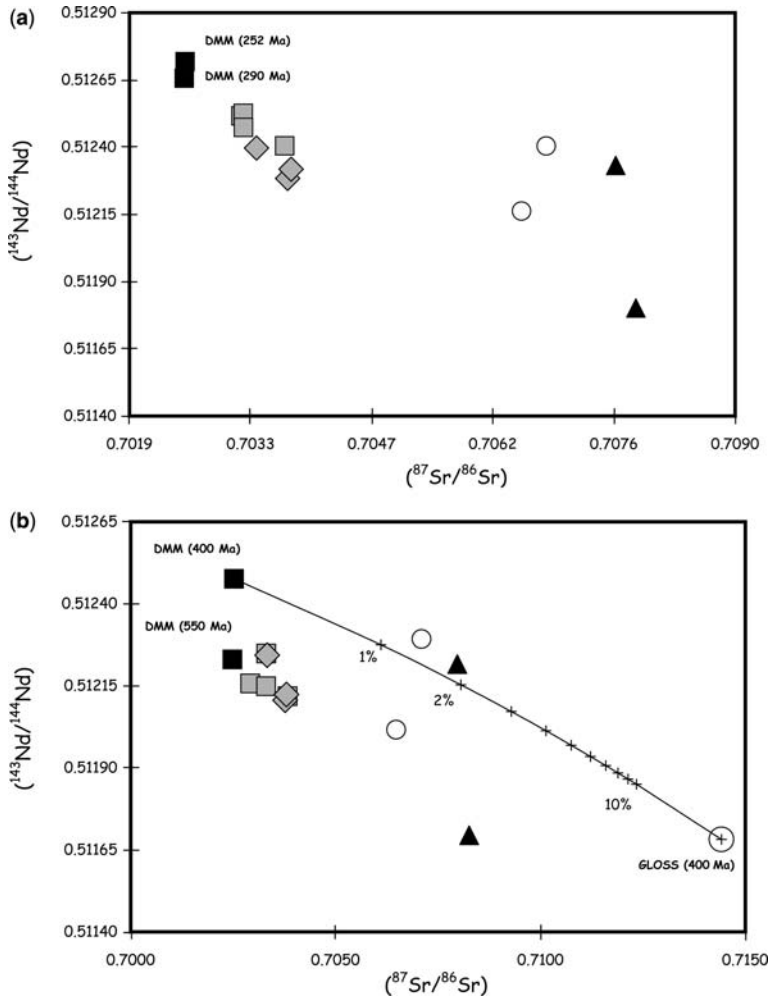 (a)
0.51290
0.51265
0.51240
0.51215
0.51190
0.51165
0.51140
(¹⁴³Nd/¹⁴⁴Nd)
DMM (252 Ma)
DMM (290 Ma)
0.7019 0.7033 0.7047 0.7062 0.7076 0.7090
(⁸⁷Sr/⁸⁶Sr)
(b)
0.51265
0.51240
0.51215
0.51190
0.51165
0.51140
(¹⁴³Nd/¹⁴⁴Nd)
DMM (400 Ma)
DMM (550 Ma)
1%
2%
10%
GLOSS (400 Ma)
0.7000 0.7050 0.7100 0.7150
(⁸⁷Sr/⁸⁶Sr)